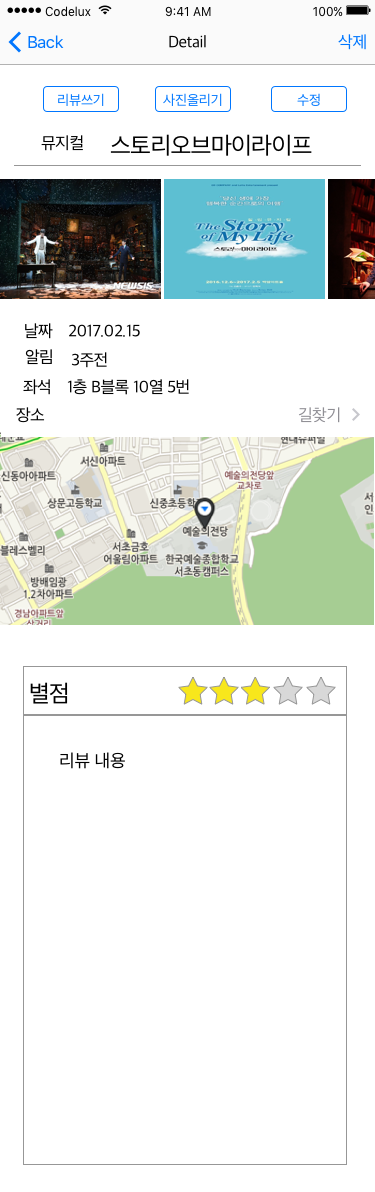 Codelux 9:41 AM 100%
Back Detail 삭제
리뷰쓰기 사진올리기 수정
뮤지컬 스토리오브마이라이프
NEWSIS
The Story
of My Life
스토리오브마이라이프
날짜 2017.02.15
알림 3주전
좌석 1층 B블록 10열 5번
장소 길찾기
현대슈퍼빌
서신아파트
신동아아파트
예술의전당앞
교차로
상문고등학교 신중초등학교
예술의전당
블레스벨리
서초금호
어울림아파트
한국예술종합학교
서초동캠퍼스
방배임광
1,2차아파트
경남아파트앞
삼거리
별점
리뷰 내용